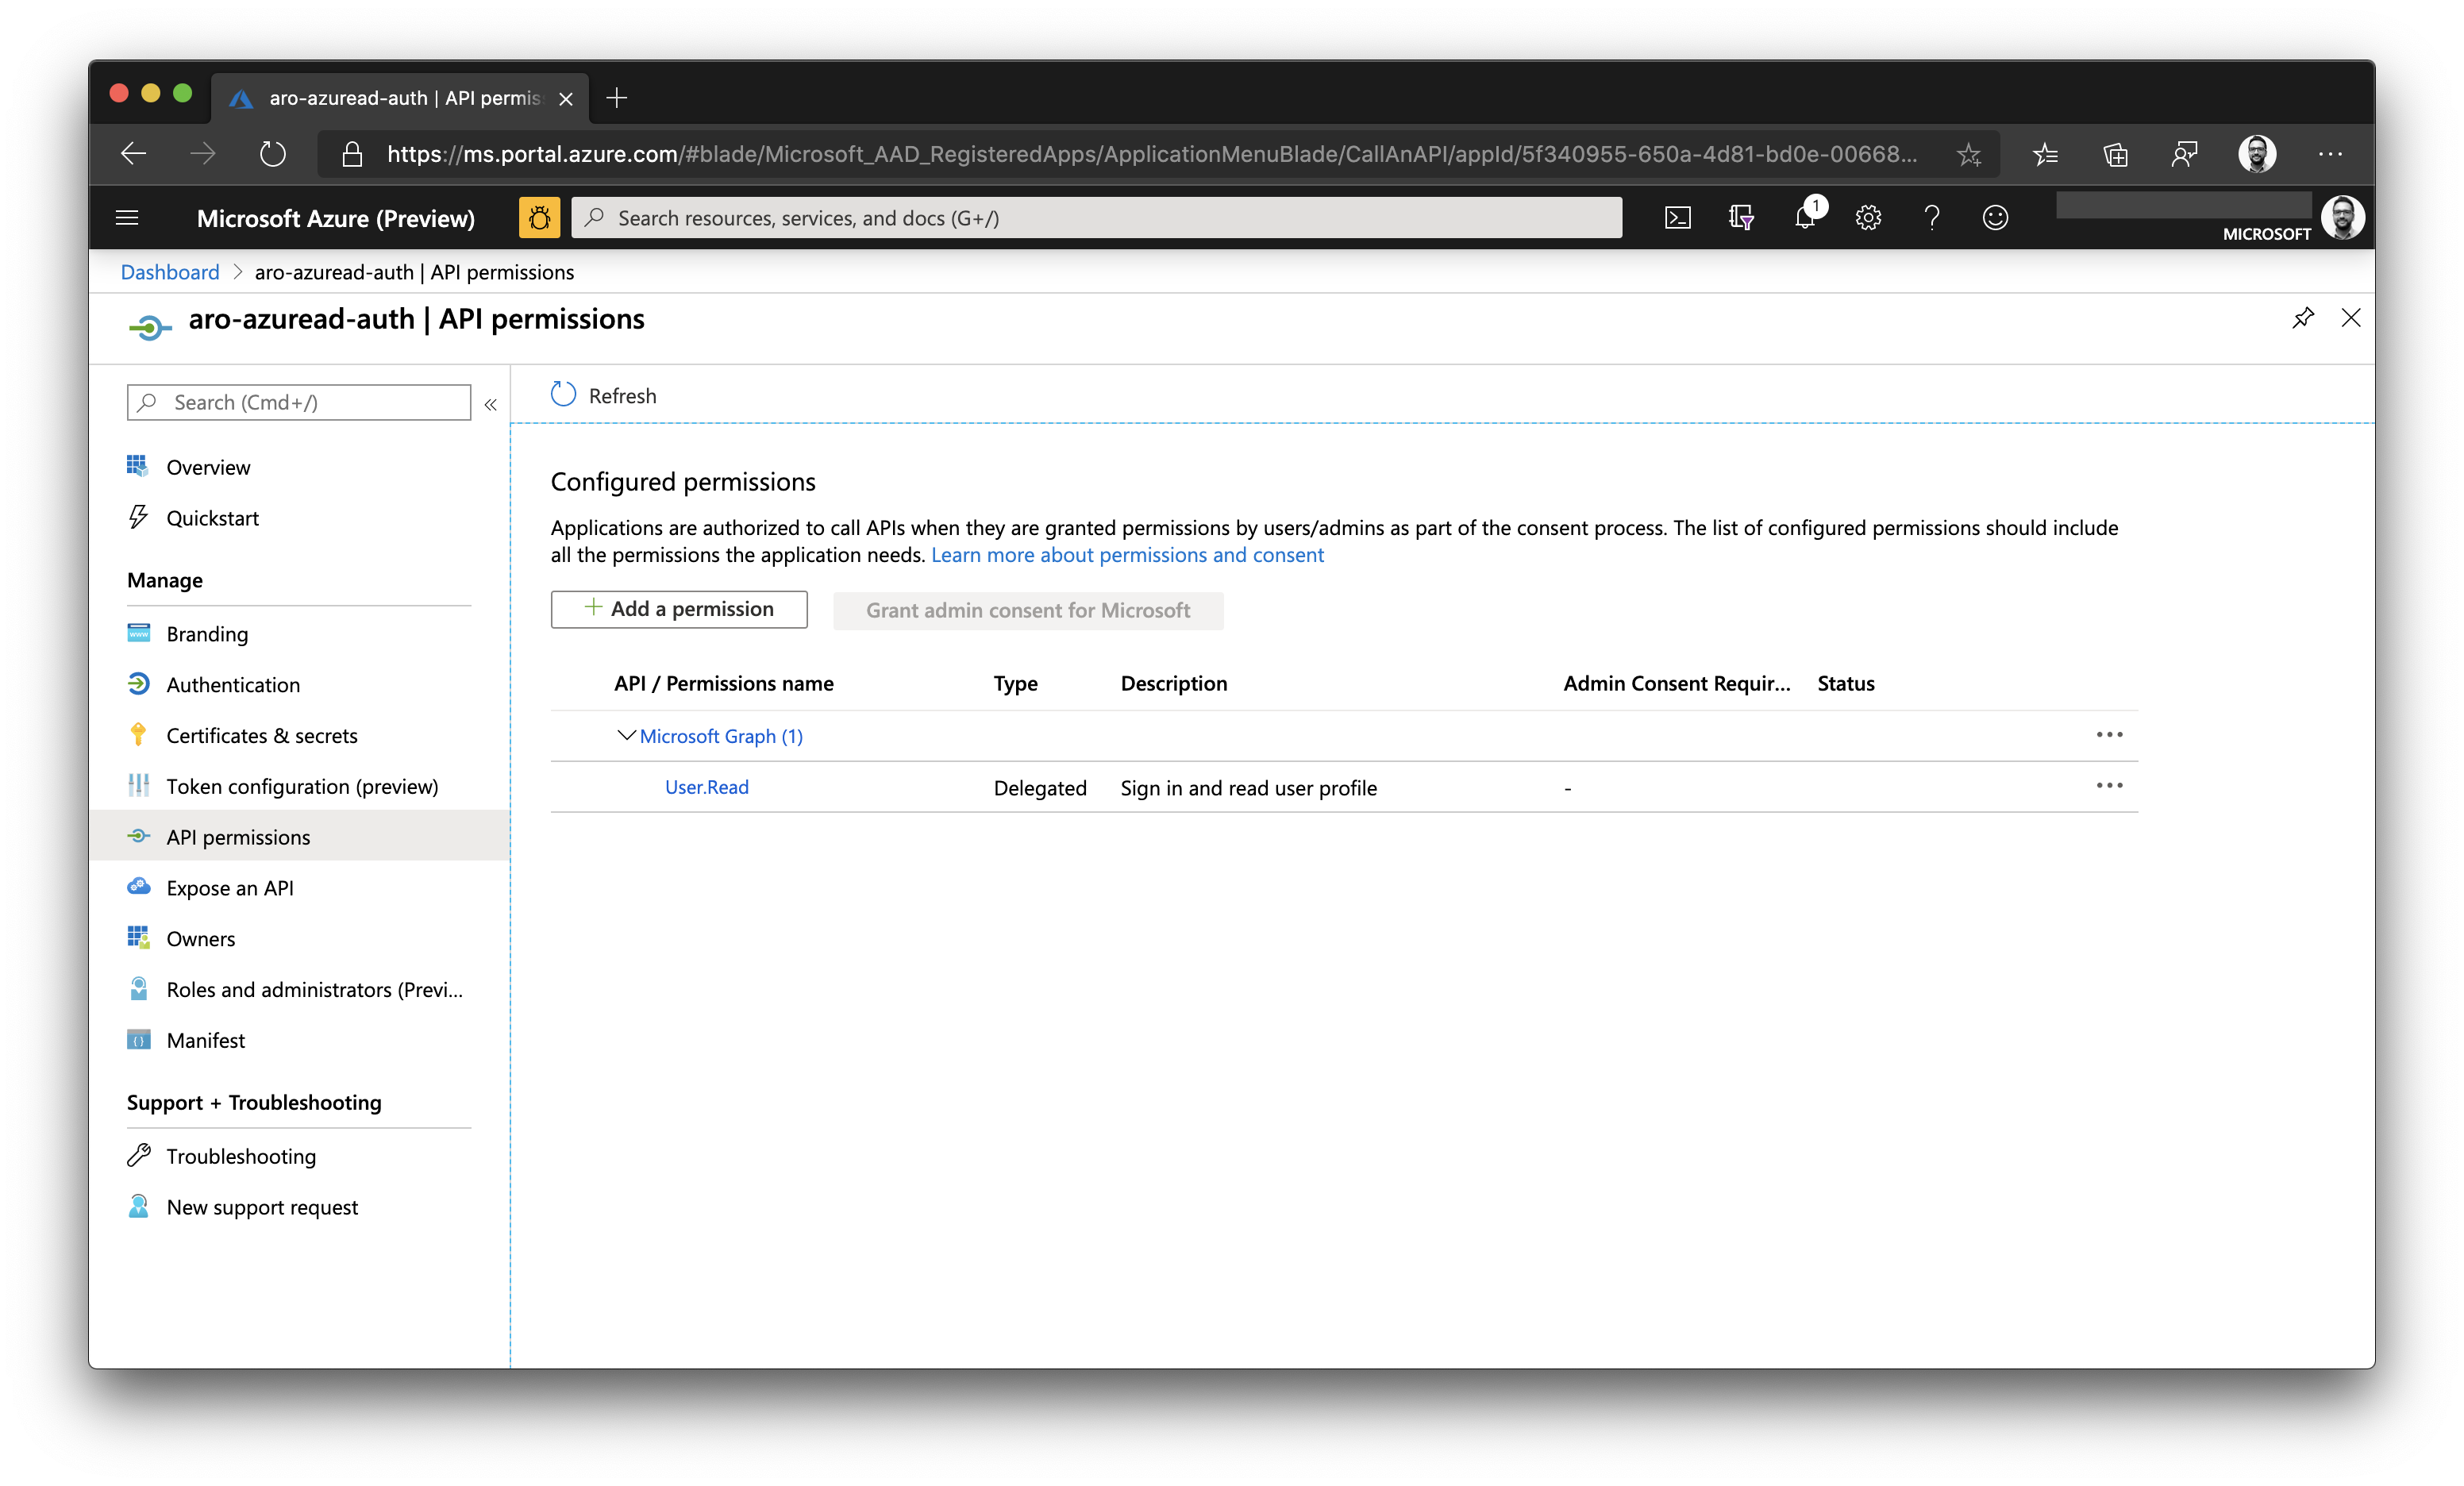 aro-azuread-auth | API permis
https://ms.portal.azure.com/#blade/Microsoft_AAD_RegisteredApps/ApplicationMenuBlade/CallAnAPI/appId/5f340955-650a-4d81-bd0e-00668...
Microsoft Azure (Preview)
Search resources, services, and docs (G+/)
1
MICROSOFT
Dashboard > aro-azuread-auth | API permissions
aro-azuread-auth | API permissions
Search (Cmd+/)
«
Overview
Quickstart
Manage
Branding
Authentication
Certificates & secrets
Token configuration (preview)
API permissions
Expose an API
Owners
Roles and administrators (Previ...
Manifest
Support + Troubleshooting
Troubleshooting
New support request
Refresh
Configured permissions
Applications are authorized to call APIs when they are granted permissions by users/admins as part of the consent process. The list of configured permissions should include
all the permissions the application needs. Learn more about permissions and consent
+ Add a permission Grant admin consent for Microsoft
API / Permissions name Type Description Admin Consent Requir... Status
Microsoft Graph (1) ...
User.Read Delegated Sign in and read user profile - ...